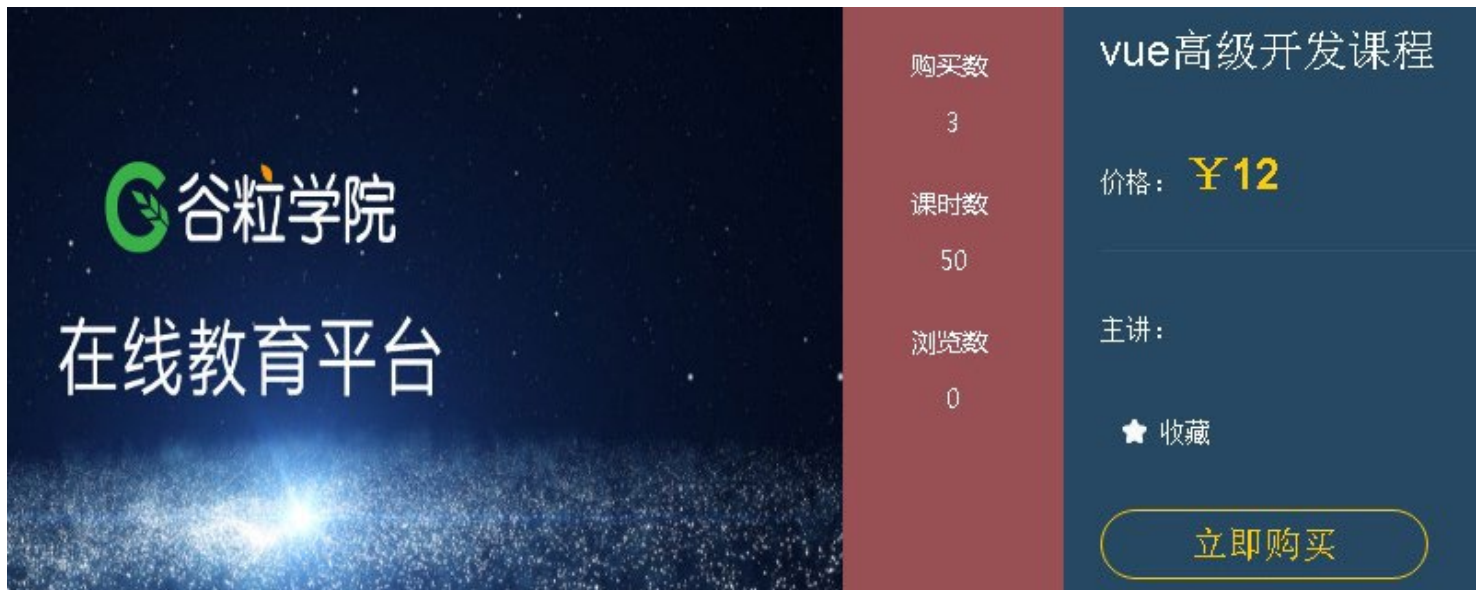 谷粒学院
在线教育平台
购买数
3
课时数
50
浏览数
0
vue高级开发课程
价格：￥12
主讲：
收藏
立即购买